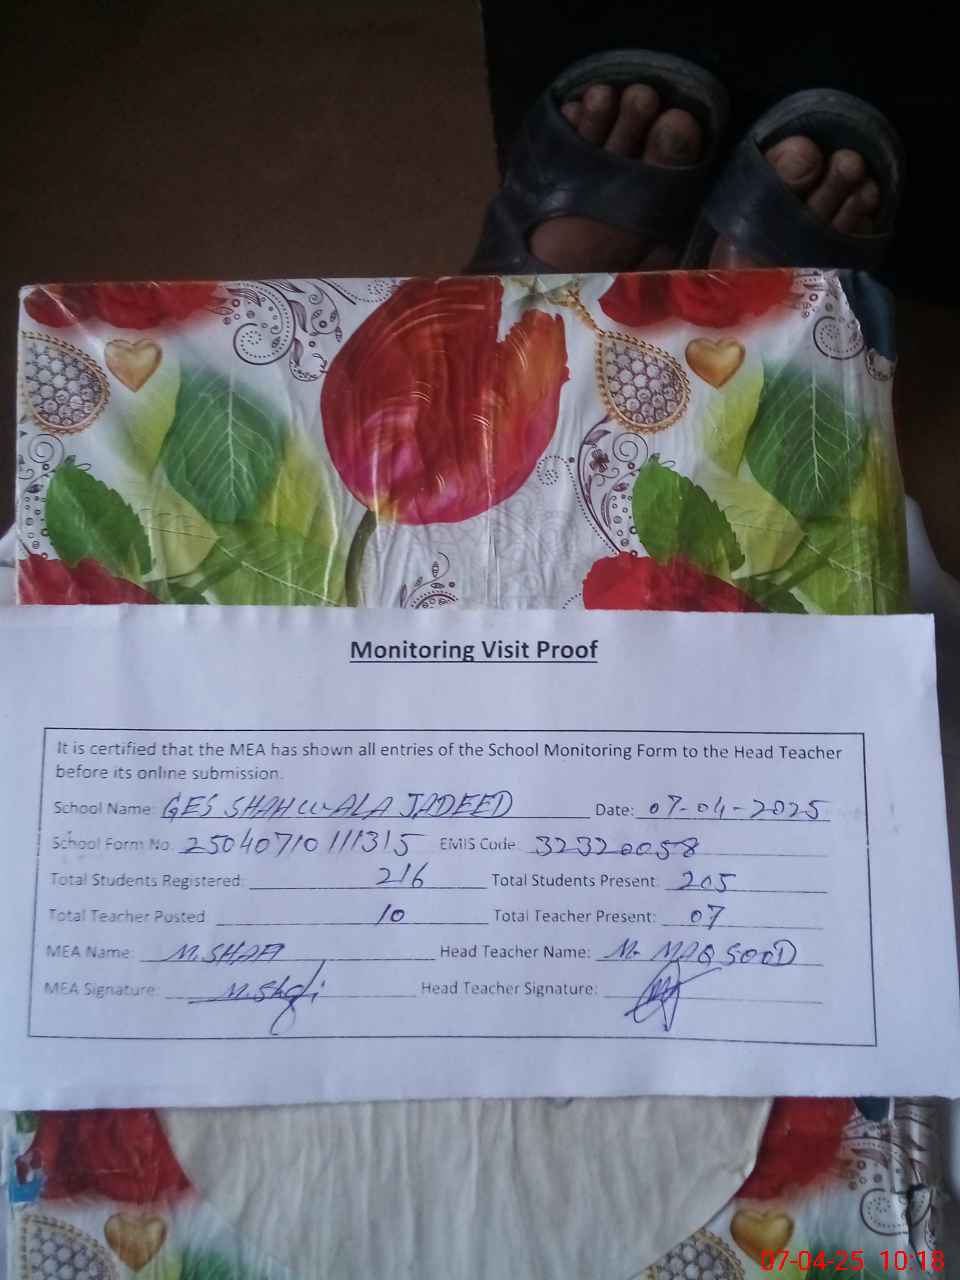 Monitoring Visit Proof
It is certified that the MEA has shown all entries of the School Monitoring Form to the Head Teacher
before its online submission.
School Name: GES SHAH WALA JADEED Date: 07-04-2025
School Form No. 25040710111315 EMIS Code 32320058
Total Students Registered: 216 Total Students Present: 205
Total Teacher Posted 10 Total Teacher Present: 07
MEA Name: M. SHAFI Head Teacher Name: M. MAQSOOD
MEA Signature: M. Shafi Head Teacher Signature:
07-04-25 10:18